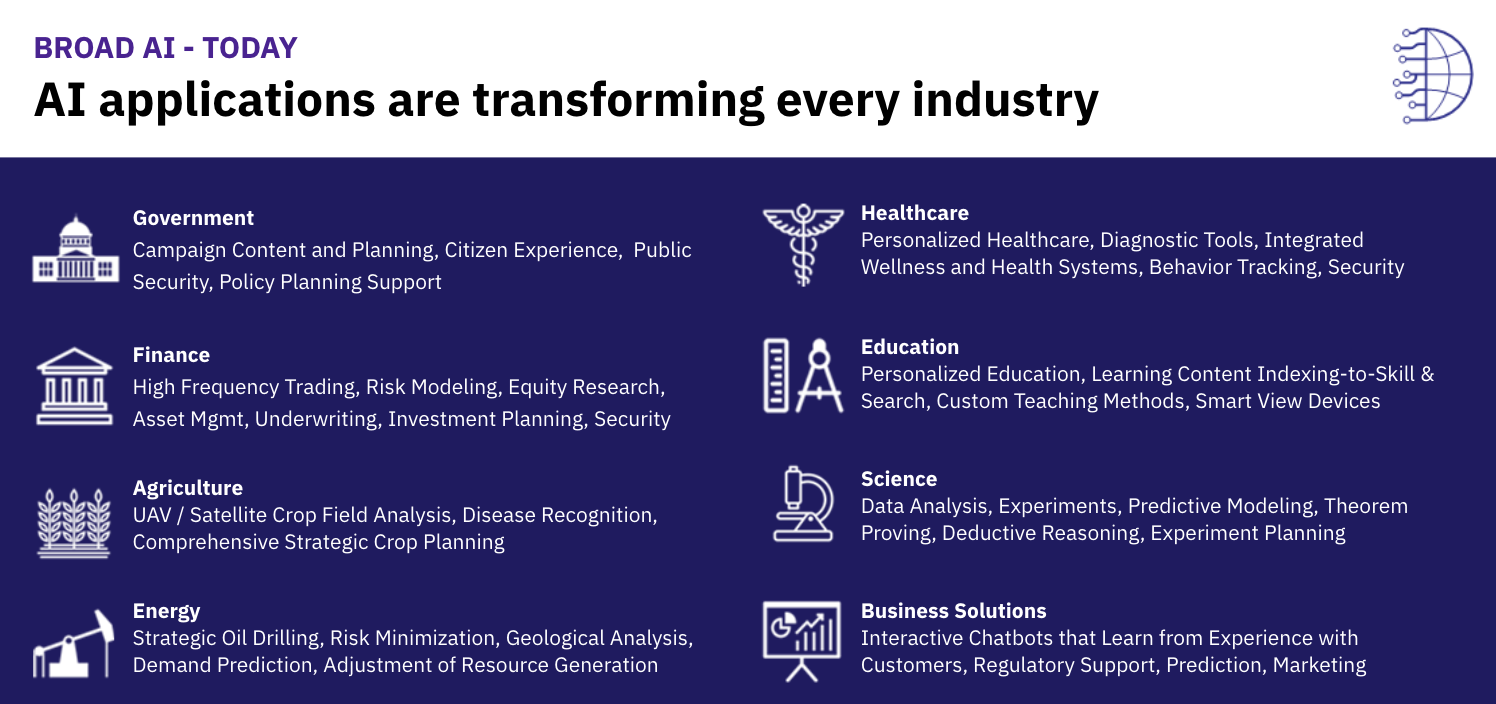 BROAD AI - TODAY
AI applications are transforming every industry
Government
Campaign Content and Planning, Citizen Experience,  Public
Security, Policy Planning Support
Finance
High Frequency Trading, Risk Modeling, Equity Research,
Asset Mgmt, Underwriting, Investment Planning, Security
Agriculture
UAV / Satellite Crop Field Analysis, Disease Recognition,
Comprehensive Strategic Crop Planning
Energy
Strategic Oil Drilling, Risk Minimization, Geological Analysis,
Demand Prediction, Adjustment of Resource Generation
Healthcare
Personalized Healthcare, Diagnostic Tools, Integrated
Wellness and Health Systems, Behavior Tracking, Security
Education
Personalized Education, Learning Content Indexing-to-Skill &
Search, Custom Teaching Methods, Smart View Devices
Science
Data Analysis, Experiments, Predictive Modeling, Theorem
Proving, Deductive Reasoning, Experiment Planning
Business Solutions
Interactive Chatbots that Learn from Experience with
Customers, Regulatory Support, Prediction, Marketing